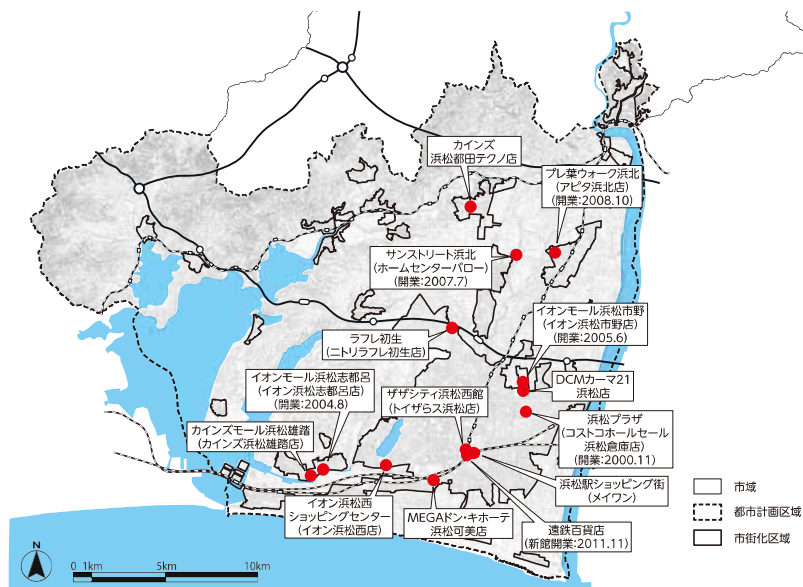 カインズ
浜松都田テクノ店
プレ葉ウォーク浜北
(アピタ浜北店)
(開業:2008.10)
サンストリート浜北
(ホームセンターバロー)
(開業:2007.7)
イオンモール浜松市野
(イオン浜松市野店)
(開業:2005.6)
ラフレ初生
(ニトリラフレ初生店)
イオンモール浜松志都呂
(イオン浜松志都呂店)
(開業:2004.8)
ザザシティ浜松西館
(トイザらス浜松店)
DCMカーマ21
浜松店
カインズモール浜松雄踏
(カインズ浜松雄踏店)
浜松プラザ
(コストコホールセール
浜松倉庫店)
(開業:2000.11)
浜松駅ショッピング街
(メイワン)
イオン浜松西
ショッピングセンター
(イオン浜松西店)
MEGAドン・キホーテ
浜松可美店
遠鉄百貨店
(新館開業:2011.11)
市域
都市計画区域
市街化区域
N
0 1km 5km 10km